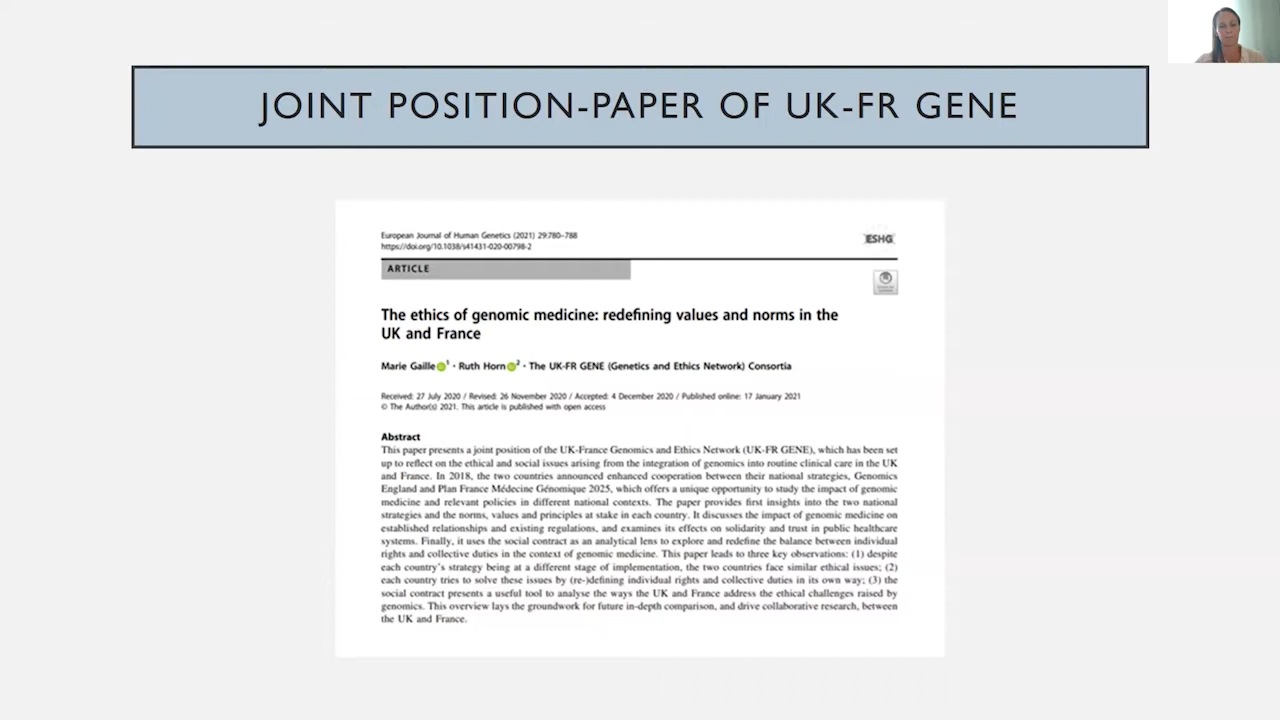 JOINT POSITION-PAPER OF UK-FR GENE
European Journal of Human Genetics (2021) 29:780–788
https://doi.org/10.1038/s41431-020-00798-2
ESHG
ARTICLE
The ethics of genomic medicine: redefining values and norms in the
UK and France
Marie Gaille 1 · Ruth Horn 2 · The UK-FR GENE (Genetics and Ethics Network) Consortia
Received: 27 July 2020 / Revised: 26 November 2020 / Accepted: 4 December 2020 / Published online: 17 January 2021
© The Author(s) 2021. This article is published with open access
Abstract
This paper presents a joint position of the UK-France Genomics and Ethics Network (UK-FR GENE), which has been set
up to reflect on the ethical and social issues arising from the integration of genomics into routine clinical care in the UK
and France. In 2018, the two countries announced enhanced cooperation between their national strategies, Genomics
England and Plan France Médecine Génomique 2025, which offers a unique opportunity to study the impact of genomic
medicine and relevant policies in different national contexts. The paper provides first insights into the two national
strategies and the norms, values and principles at stake in each country. It discusses the impact of genomic medicine on
established relationships and existing regulations, and examines its effects on solidarity and trust in public healthcare
systems. Finally, it uses the social contract as an analytical lens to explore and redefine the balance between individual
rights and collective duties in the context of genomic medicine. This paper leads to three key observations: (1) despite
each country's strategy being at a different stage of implementation, the two countries face similar ethical issues; (2)
each country tries to solve these issues by (re-)defining individual rights and collective duties in its own way; (3) the
social contract presents a useful tool to analyse the ways the UK and France address the ethical challenges raised by
genomics. This overview lays the groundwork for future in-depth comparison, and drive collaborative research, between
the UK and France.